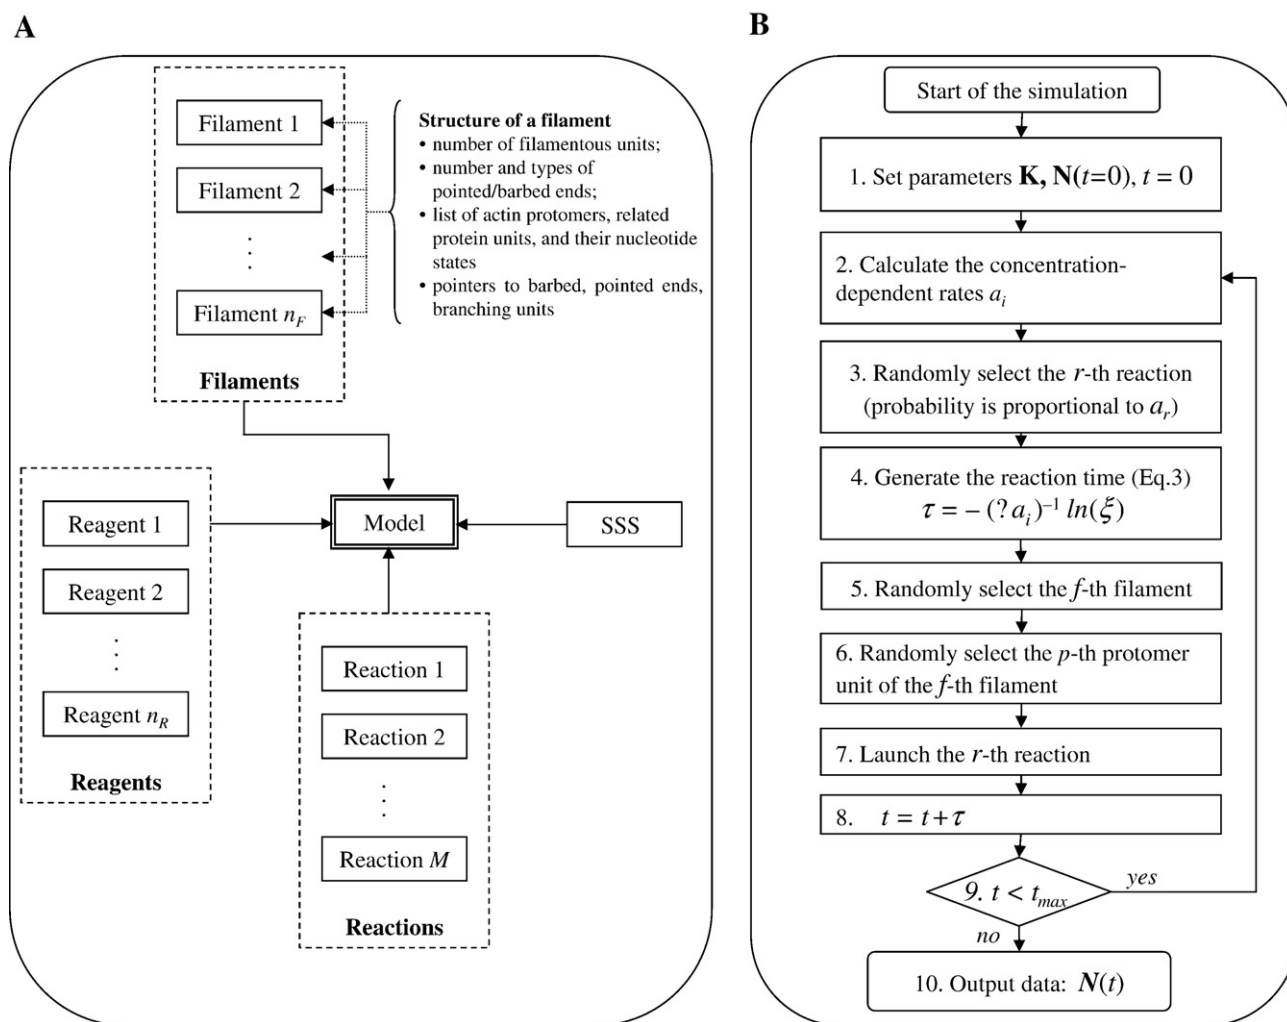 A
Filament 1
Filament 2
Filament n_F
Filaments
Structure of a filament
• number of filamentous units;
• number and types of
pointed/barbed ends;
• list of actin protomers, related
protein units, and their nucleotide
states
• pointers to barbed, pointed ends,
branching units
Reagent 1
Reagent 2
Reagent n_R
Reagents
Model
SSS
Reaction 1
Reaction 2
Reaction M
Reactions
B
Start of the simulation
1. Set parameters K, N(t=0), t = 0
2. Calculate the concentration-
dependent rates a_i
3. Randomly select the r-th reaction
(probability is proportional to a_r)
4. Generate the reaction time (Eq.3)
τ = – (? a_i)⁻¹ ln(ξ)
5. Randomly select the f-th filament
6. Randomly select the p-th protomer
unit of the f-th filament
7. Launch the r-th reaction
8. t = t + τ
9. t < t_max
yes
no
10. Output data: N(t)